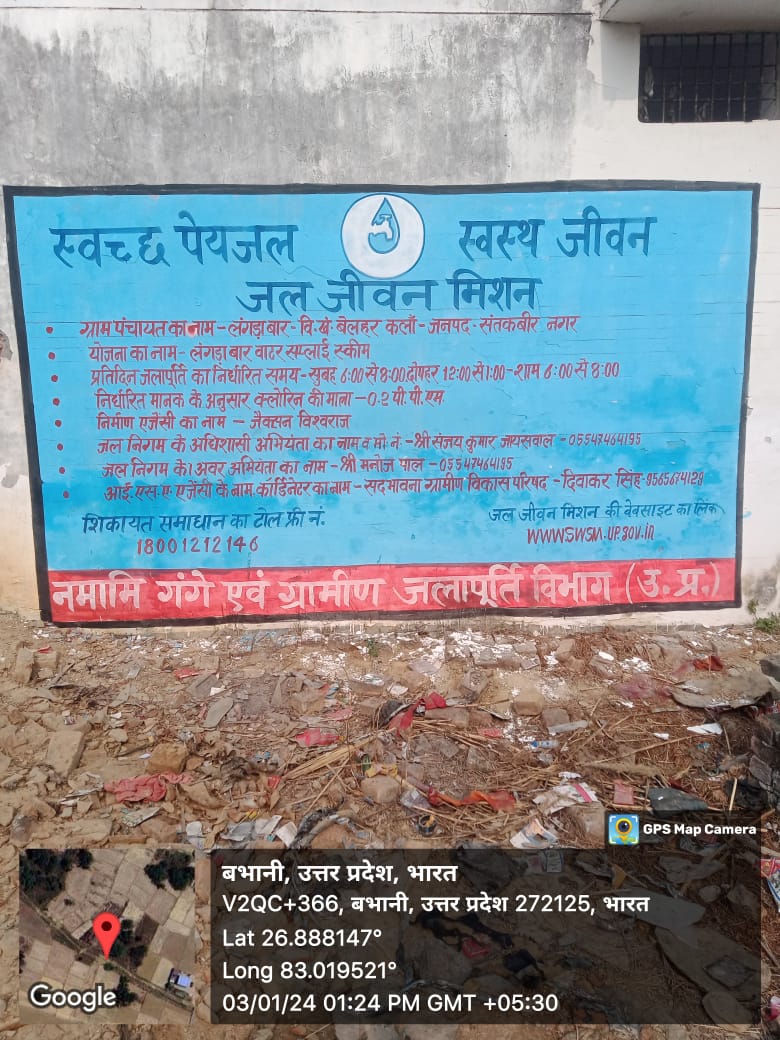 स्वच्छ पेयजल स्वस्थ जीवन
जल जीवन मिशन
• ग्राम पंचायत का नाम - लंगड़ाबार - वि.खं. बेलहर कलाँ - जनपद - संतकबीर नगर
• योजना का नाम - लंगड़ाबार वाटर सप्लाई स्कीम
• प्रतिदिन जलापूर्ति का निर्धारित समय - सुबह 6:00 से 8:00 दोपहर 12:00 से 1:00 - शाम 6:00 से 8:00
• निर्धारित मानक के अनुसार क्लोरिन की मात्रा - 0.2 पी.पी.एम
• निर्माण एजेंसी का नाम - जैक्सन विश्वराज
• जल निगम के अधिशासी अभियंता का नाम व मो. नं - श्री संजय कुमार जायसवाल - 05547464195
• जल निगम के अवर अभियंता का नाम - श्री मनोज पाल - 05547464195
• आई.एस.ए. एजेंसी के नाम, कॉर्डिनेटर का नाम - सदभावना ग्रामीण विकास परिषद - दिवाकर सिंह - 9565674129
शिकायत समाधान का टोल फ्री नं. जल जीवन मिशन की वेबसाइट का लिंक
18001212146 WWW.SWSM.UP.GOV.IN
नमामि गंगे एवं ग्रामीण जलापूर्ति विभाग (उ.प्र.)
GPS Map Camera
बभानी, उत्तर प्रदेश, भारत
V2QC+366, बभानी, उत्तर प्रदेश 272125, भारत
Lat 26.888147°
Long 83.019521°
03/01/24 01:24 PM GMT +05:30
Google